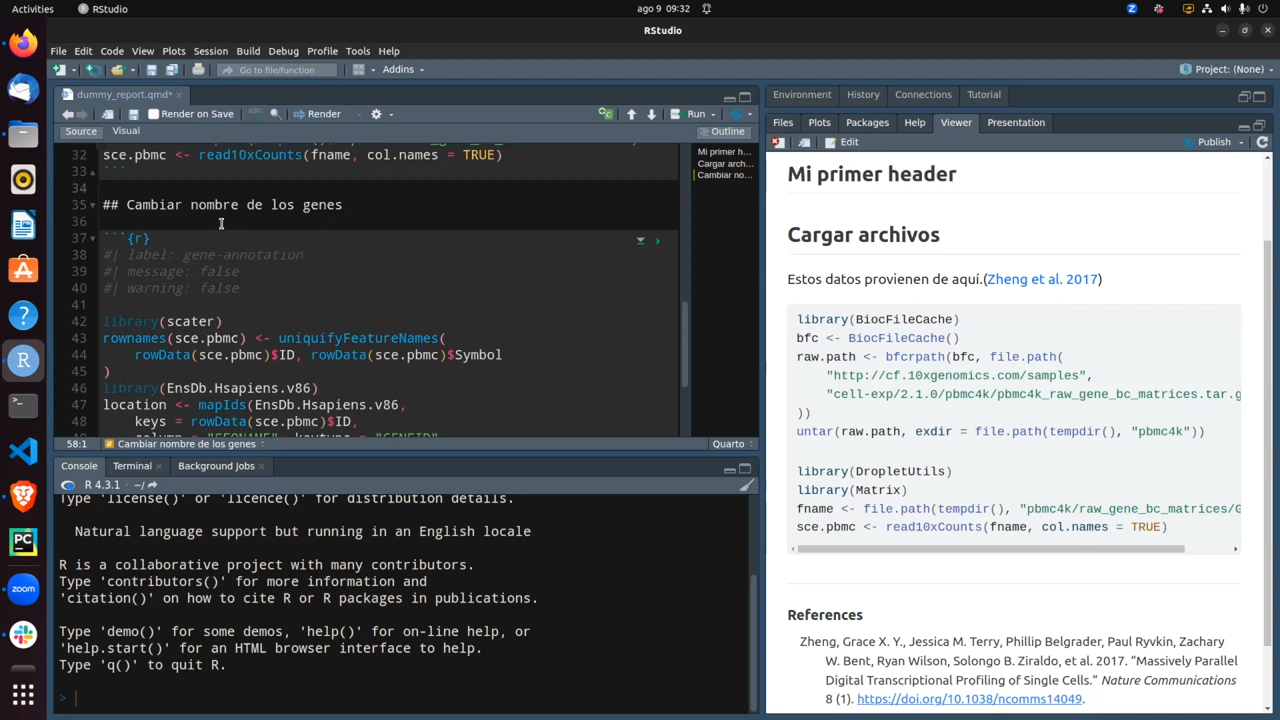 Activities
RStudio
ago 9 09:32
RStudio
File Edit Code View Plots Session Build Debug Profile Tools Help
Go to file/function
Addins
Project: (None)
dummy_report.qmd*
Render on Save
ABC
Render
Run
Source Visual
Outline
32 sce.pbmc <- read10xCounts(fname, col.names = TRUE)
33 ```
34
35 ## Cambiar nombre de los genes
36
37 ```{r}
38 #| label: gene-annotation
39 #| message: false
40 #| warning: false
41
42 library(scater)
43 rownames(sce.pbmc) <- uniquifyFeatureNames(
44 rowData(sce.pbmc)$ID, rowData(sce.pbmc)$Symbol
45 )
46 library(EnsDb.Hsapiens.v86)
47 location <- mapIds(EnsDb.Hsapiens.v86,
48 keys = rowData(sce.pbmc)$ID,
Mi primer h...
Cargar arch...
Cambiar no...
58:1
Cambiar nombre de los genes
Quarto
Console Terminal Background Jobs
R 4.3.1 · ~/
Type 'license()' or 'licence()' for distribution details.
Natural language support but running in an English locale
R is a collaborative project with many contributors.
Type 'contributors()' for more information and
'citation()' on how to cite R or R packages in publications.
Type 'demo()' for some demos, 'help()' for on-line help, or
'help.start()' for an HTML browser interface to help.
Type 'q()' to quit R.
>
Environment History Connections Tutorial
Files Plots Packages Help Viewer Presentation
Edit
Publish
Mi primer header
Cargar archivos
Estos datos provienen de aquí.(Zheng et al. 2017)
library(BiocFileCache)
bfc <- BiocFileCache()
raw.path <- bfcrpath(bfc, file.path(
"http://cf.10xgenomics.com/samples",
"cell-exp/2.1.0/pbmc4k/pbmc4k_raw_gene_bc_matrices.tar.g
))
untar(raw.path, exdir = file.path(tempdir(), "pbmc4k"))
library(DropletUtils)
library(Matrix)
fname <- file.path(tempdir(), "pbmc4k/raw_gene_bc_matrices/G
sce.pbmc <- read10xCounts(fname, col.names = TRUE)
References
Zheng, Grace X. Y., Jessica M. Terry, Phillip Belgrader, Paul Ryvkin, Zachary
W. Bent, Ryan Wilson, Solongo B. Ziraldo, et al. 2017. “Massively Parallel
Digital Transcriptional Profiling of Single Cells.” Nature Communications
8 (1). https://doi.org/10.1038/ncomms14049.
zoom